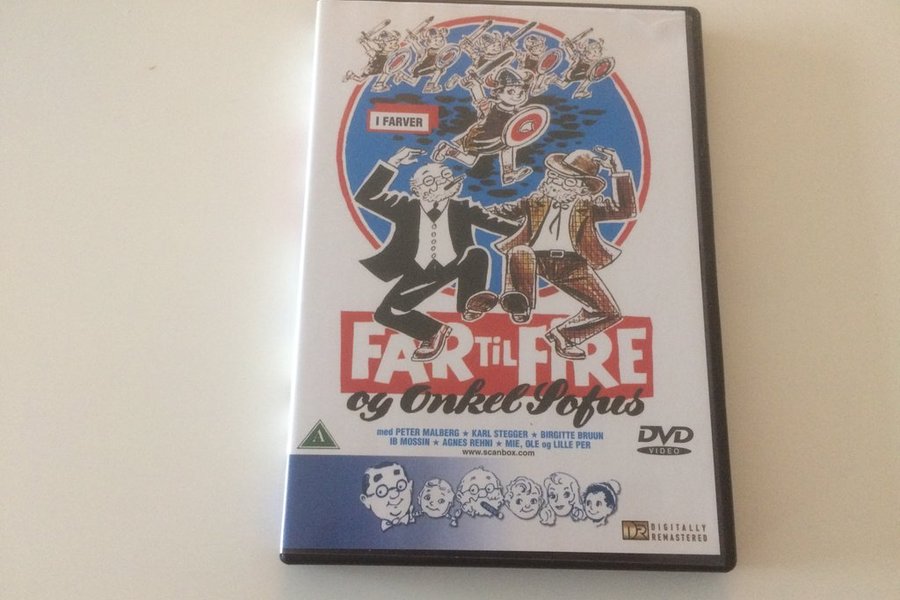 I FARVER
FAR TiL FiRE
og Onkel Sofus
med PETER MALBERG ★ KARL STEGGER ★ BIRGITTE BRUUN
IB MOSSIN ★ AGNES REHNI ★ MIE, OLE og LILLE PER
www.scanbox.com
A
DVD
VIDEO
DR DIGITALLY
REMASTERED